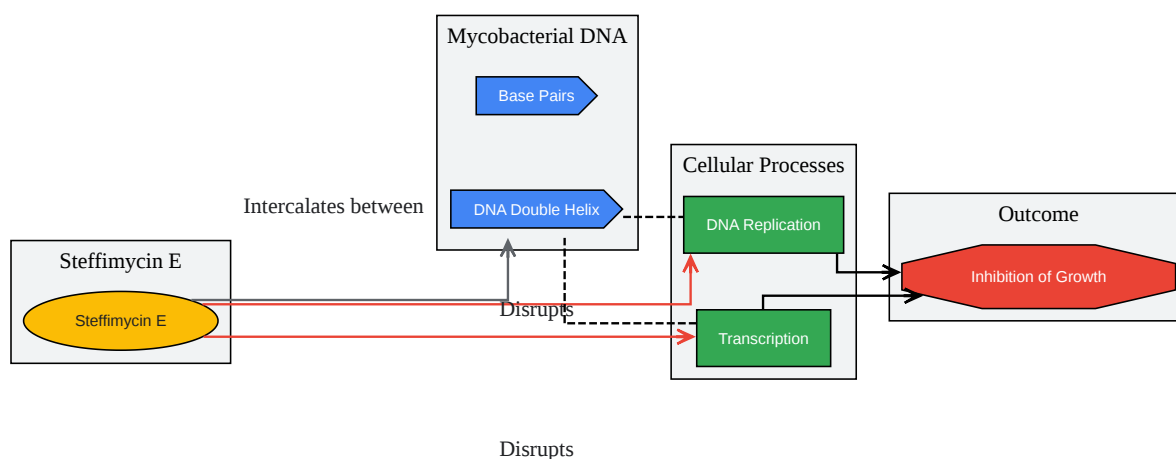 Mycobacterial DNA
Base Pairs
Cellular Processes
Intercalates between
DNA Double Helix
DNA Replication
Outcome
Steffimycin E
Inhibition of Growth
Disrupts
Steffimycin E
Transcription
Disrupts